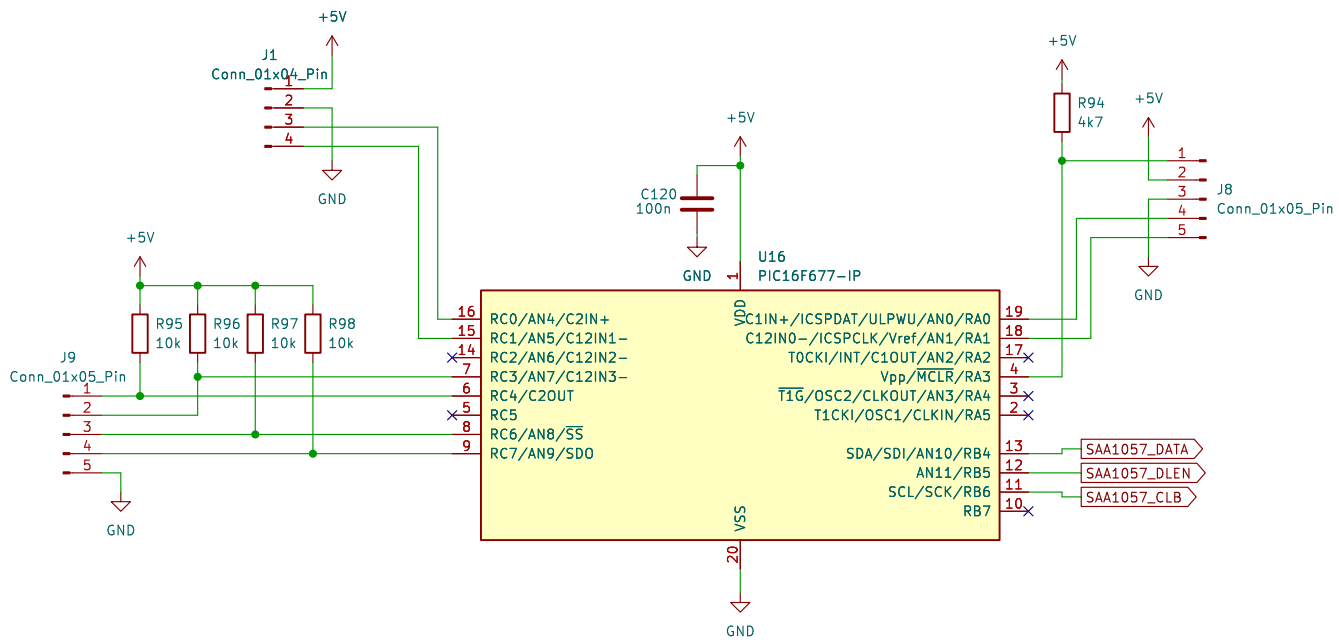 +5V
J1
Conn_01x04_Pin
1
2
3
4
GND
+5V
R95
10k
R96
10k
R97
10k
R98
10k
J9
Conn_01x05_Pin
1
2
3
4
5
GND
+5V
C120
100n
GND
U16
PIC16F677-IP
1
VDD
16 RC0/AN4/C2IN+
15 RC1/AN5/C12IN1-
14 RC2/AN6/C12IN2-
7 RC3/AN7/C12IN3-
6 RC4/C2OUT
5 RC5
8 RC6/AN8/SS
9 RC7/AN9/SDO
C1IN+/ICSPDAT/ULPWU/AN0/RA0 19
C12IN0-/ICSPCLK/Vref/AN1/RA1 18
T0CKI/INT/C1OUT/AN2/RA2 17
Vpp/MCLR/RA3 4
T1G/OSC2/CLKOUT/AN3/RA4 3
T1CKI/OSC1/CLKIN/RA5 2
SDA/SDI/AN10/RB4 13
AN11/RB5 12
SCL/SCK/RB6 11
RB7 10
VSS
20
GND
+5V
R94
4k7
+5V
1
2
3
4
5
J8
Conn_01x05_Pin
GND
SAA1057_DATA
SAA1057_DLEN
SAA1057_CLB